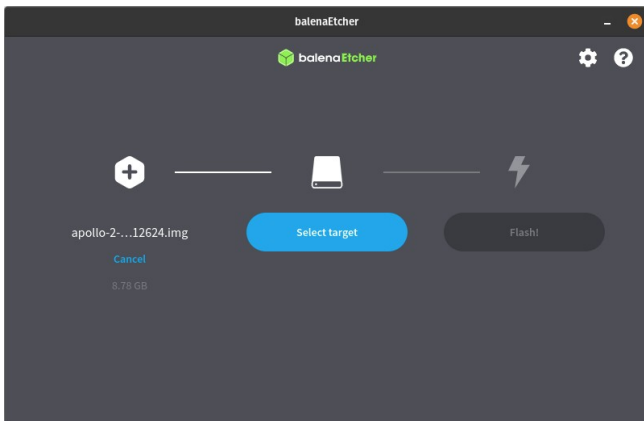 balenaEtcher
balenaEtcher
apollo-2-...12624.img
Select target
Flash!
Cancel
8.78 GB